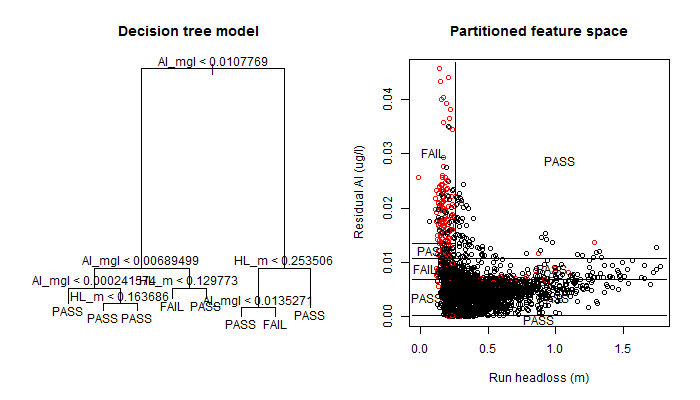 Decision tree model
Al_mgl < 0.0107769
Al_mgl < 0.00689499
HL_m < 0.253506
Al_mgl < 0.000241574
HL_m < 0.129773
HL_m < 0.163686
Al_mgl < 0.0135271
PASS
PASS
PASS
FAIL
PASS
PASS
FAIL
PASS
Partitioned feature space
Residual Al (ug/l)
0.04
0.03
0.02
0.01
0.00
FAIL
PASS
PASS
FAIL
PASS
PASS
0.0
0.5
1.0
1.5
Run headloss (m)